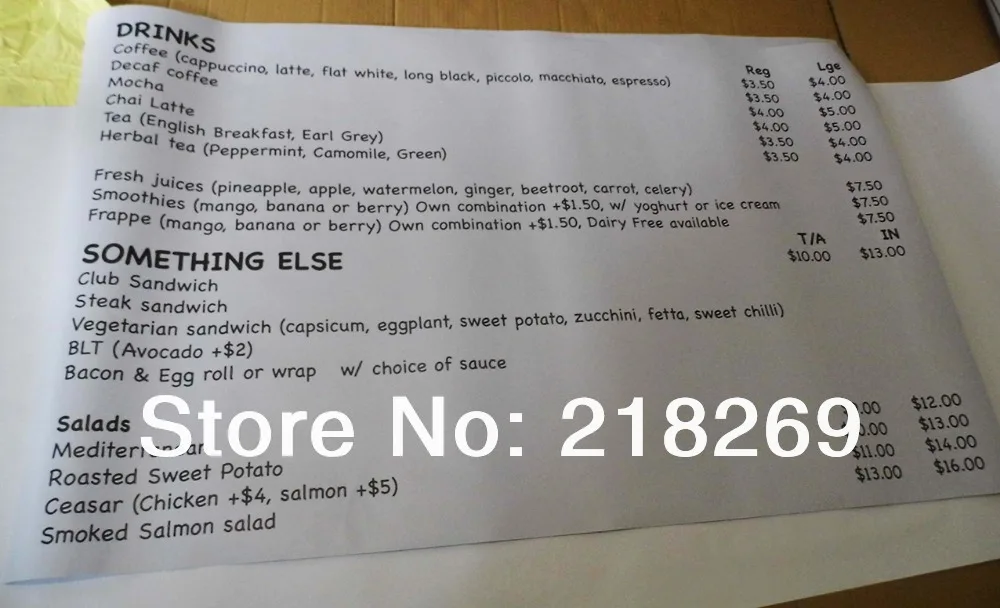 DRINKS
Reg Lge
Coffee (cappuccino, latte, flat white, long black, piccolo, macchiato, espresso) $3.50 $4.00
Decaf coffee $3.50 $4.00
Mocha $4.00 $5.00
Chai Latte $4.00 $5.00
Tea (English Breakfast, Earl Grey) $3.50 $4.00
Herbal tea (Peppermint, Camomile, Green) $3.50 $4.00
Fresh juices (pineapple, apple, watermelon, ginger, beetroot, carrot, celery) $7.50
Smoothies (mango, banana or berry) Own combination +$1.50, w/ yoghurt or ice cream $7.50
Frappe (mango, banana or berry) Own combination +$1.50, Dairy Free available $7.50
SOMETHING ELSE T/A IN
Club Sandwich $10.00 $13.00
Steak sandwich
Vegetarian sandwich (capsicum, eggplant, sweet potato, zucchini, fetta, sweet chilli)
BLT (Avocado +$2)
Bacon & Egg roll or wrap w/ choice of sauce
Salads
Store No: 218269
Mediterranean $12.00
Roasted Sweet Potato $13.00
Ceasar (Chicken +$4, salmon +$5) $11.00 $14.00
Smoked Salmon salad $13.00 $16.00